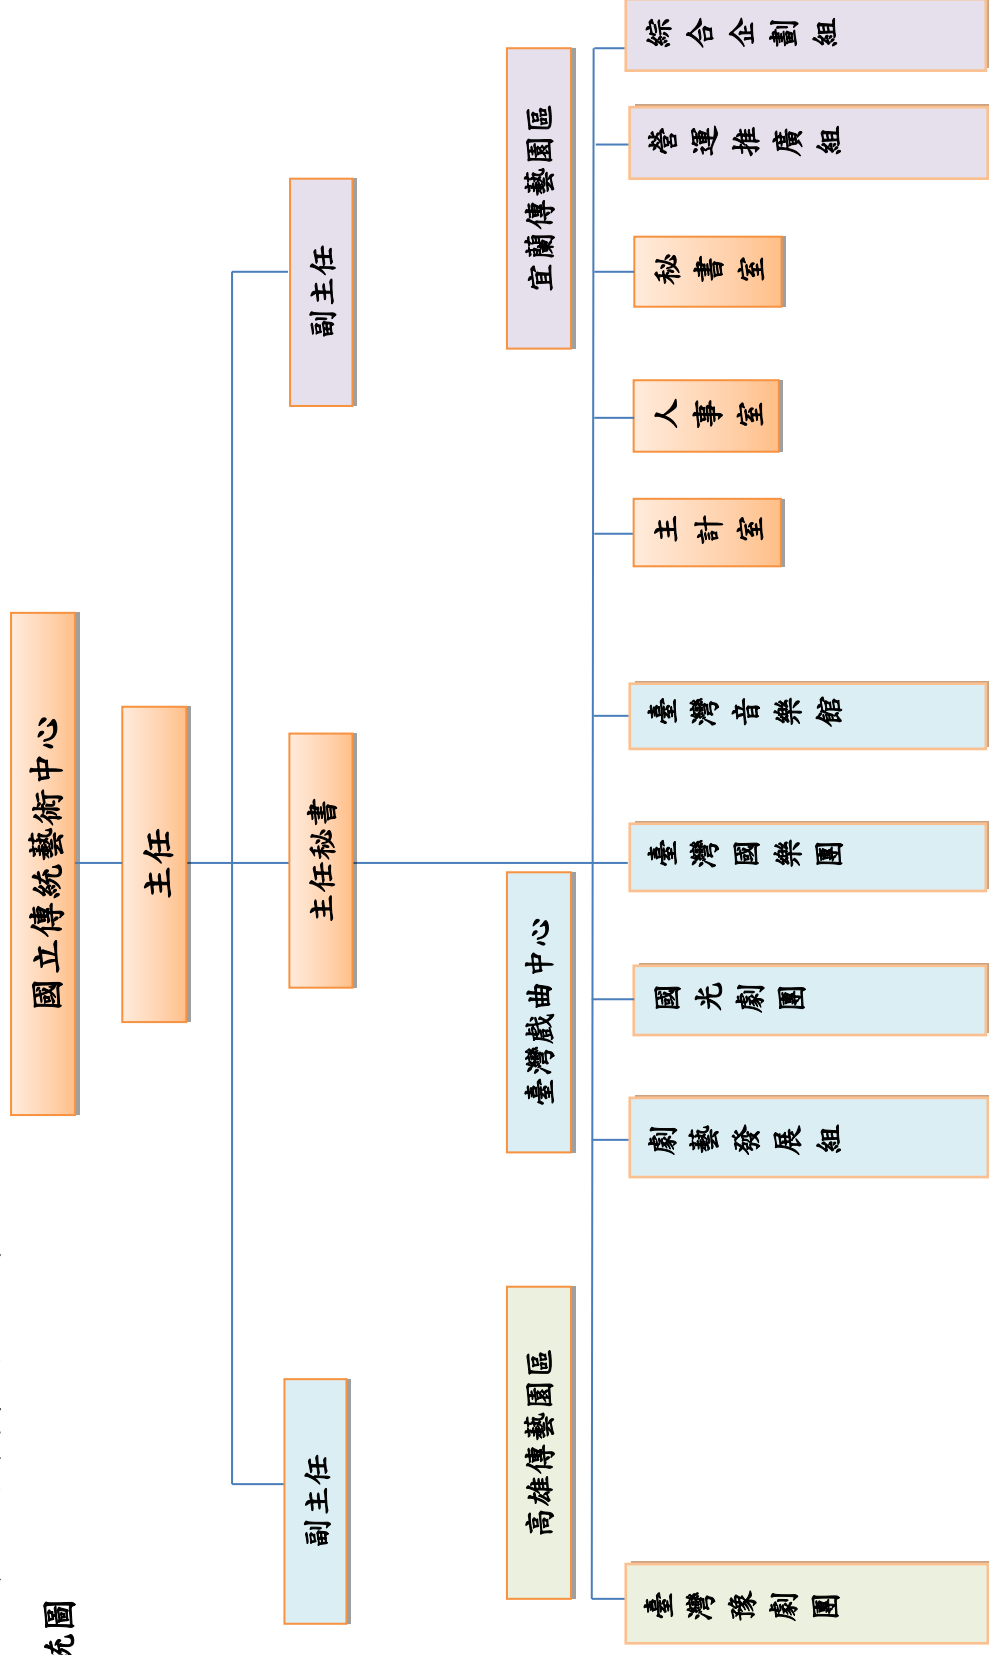 統圖
國立傳統藝術中心
主任
副主任
主任秘書
副主任
高雄傳藝園區
臺灣戲曲中心
宜蘭傳藝園區
臺灣豫劇團
劇藝發展組
國光劇團
臺灣國樂團
臺灣音樂館
主計室
人事室
秘書室
營運推廣組
綜合企劃組